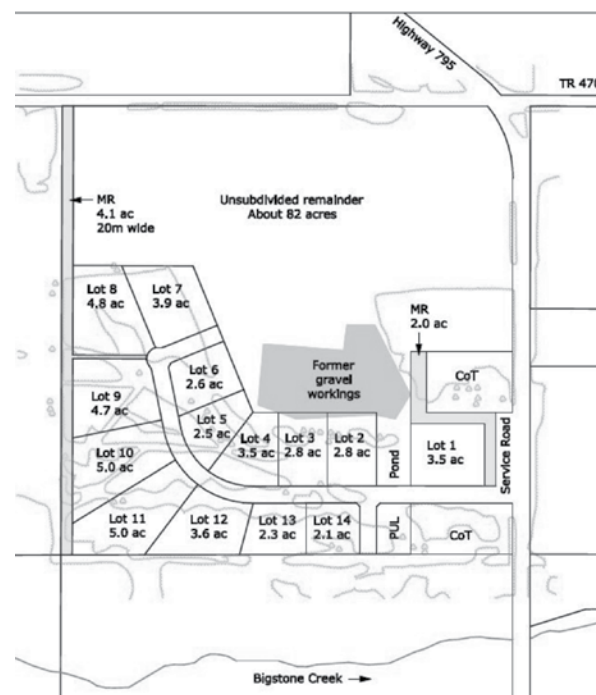 Highway 795
TR 470
MR
4.1 ac
20m wide
Unsubdivided remainder
About 82 acres
Lot 8
4.8 ac
Lot 7
3.9 ac
MR
2.0 ac
Lot 6
2.6 ac
Former
gravel
workings
CoT
Lot 9
4.7 ac
Lot 5
2.5 ac
Lot 4
3.5 ac
Lot 3
2.8 ac
Lot 2
2.8 ac
Pond
Lot 1
3.5 ac
Service Road
Lot 10
5.0 ac
Lot 11
5.0 ac
Lot 12
3.6 ac
Lot 13
2.3 ac
Lot 14
2.1 ac
PUL
CoT
Bigstone Creek